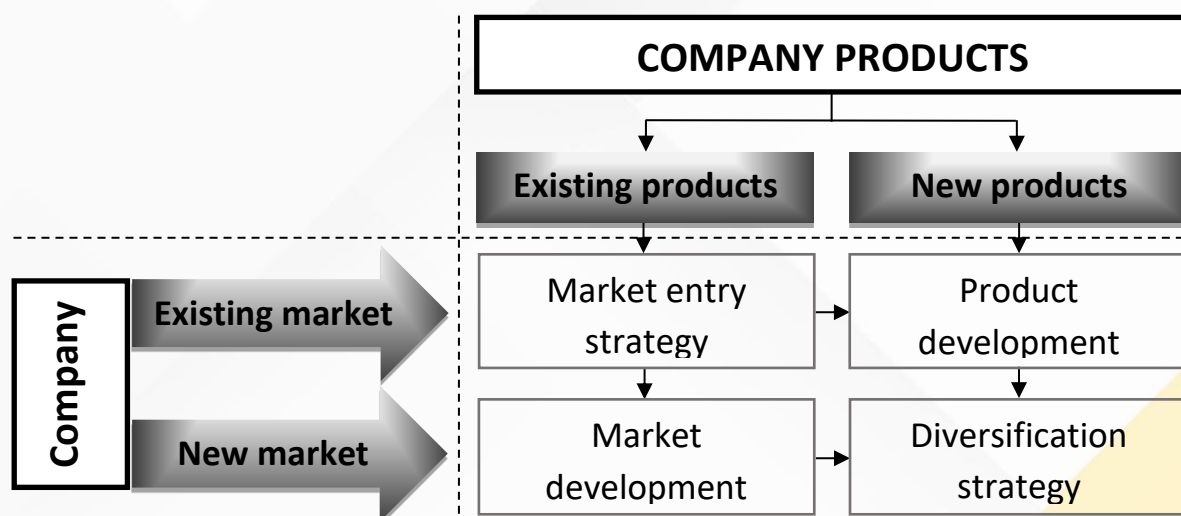 COMPANY PRODUCTS
Existing products
New products
Company
Existing market
Market entry
strategy
Product
development
New market
Market
development
Diversification
strategy